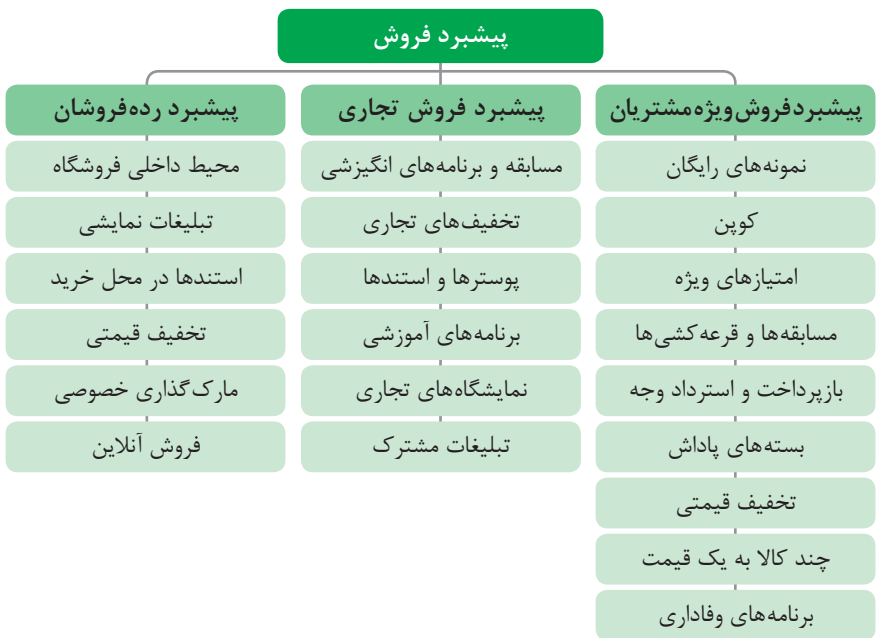 پیشبرد فروش
پیشبردفروش‌ویژه‌مشتریان
نمونه‌های رایگان
کوپن
امتیازهای ویژه
مسابقه‌ها و قرعه‌کشی‌ها
بازپرداخت و استرداد وجه
بسته‌های پاداش
تخفیف قیمتی
چند کالا به یک قیمت
برنامه‌های وفاداری
پیشبرد فروش تجاری
مسابقه و برنامه‌های انگیزشی
تخفیف‌های تجاری
پوسترها و استندها
برنامه‌های آموزشی
نمایشگاه‌های تجاری
تبلیغات مشترک
پیشبرد رده‌فروشان
محیط داخلی فروشگاه
تبلیغات نمایشی
استندها در محل خرید
تخفیف قیمتی
مارک‌گذاری خصوصی
فروش آنلاین